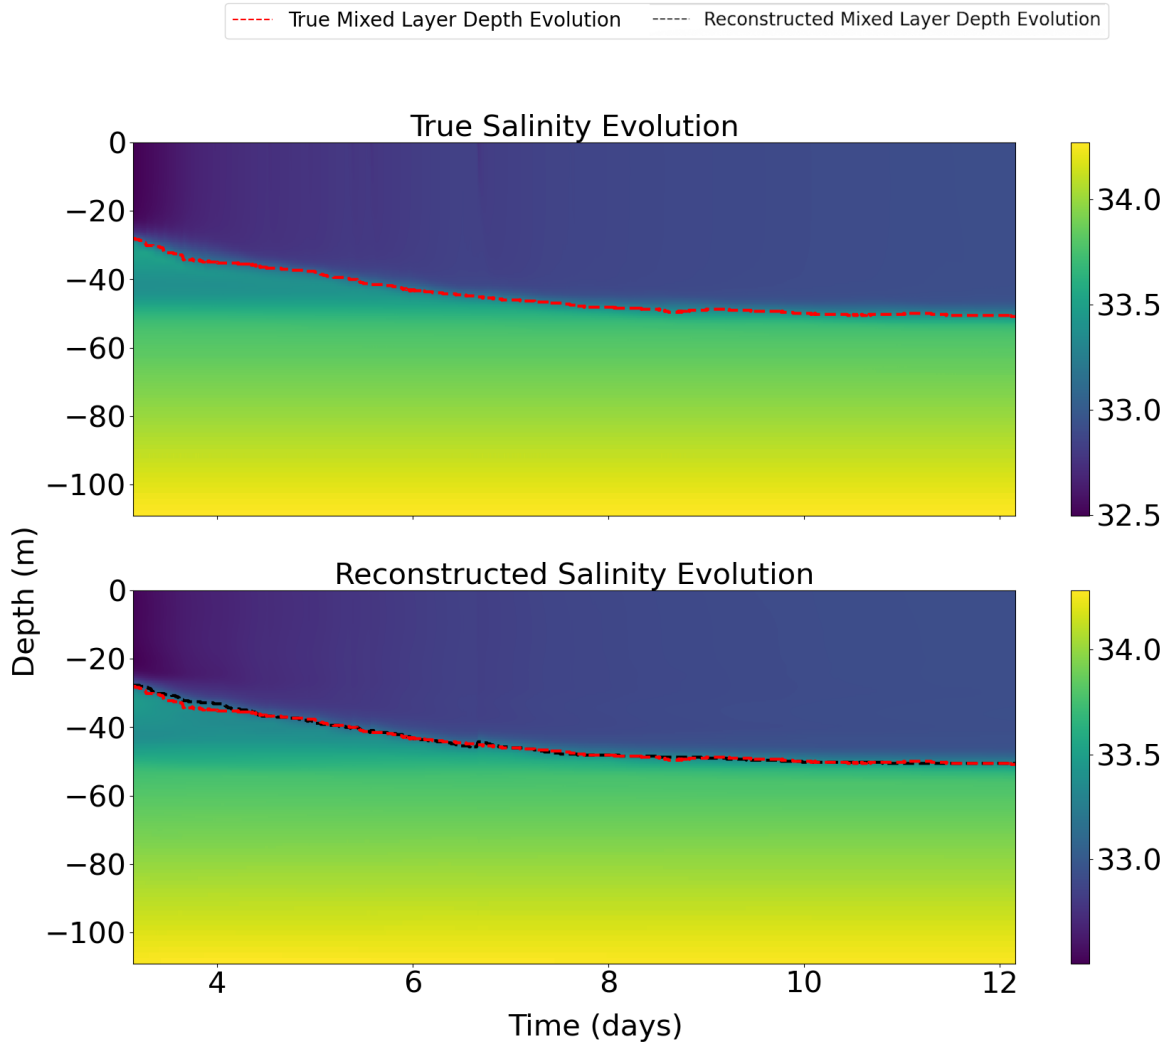 True Mixed Layer Depth Evolution
Reconstructed Mixed Layer Depth Evolution
True Salinity Evolution
0
−20
−40
−60
−80
−100
34.0
33.5
33.0
32.5
Depth (m)
Reconstructed Salinity Evolution
0
−20
−40
−60
−80
−100
34.0
33.5
33.0
4 6 8 10 12
Time (days)